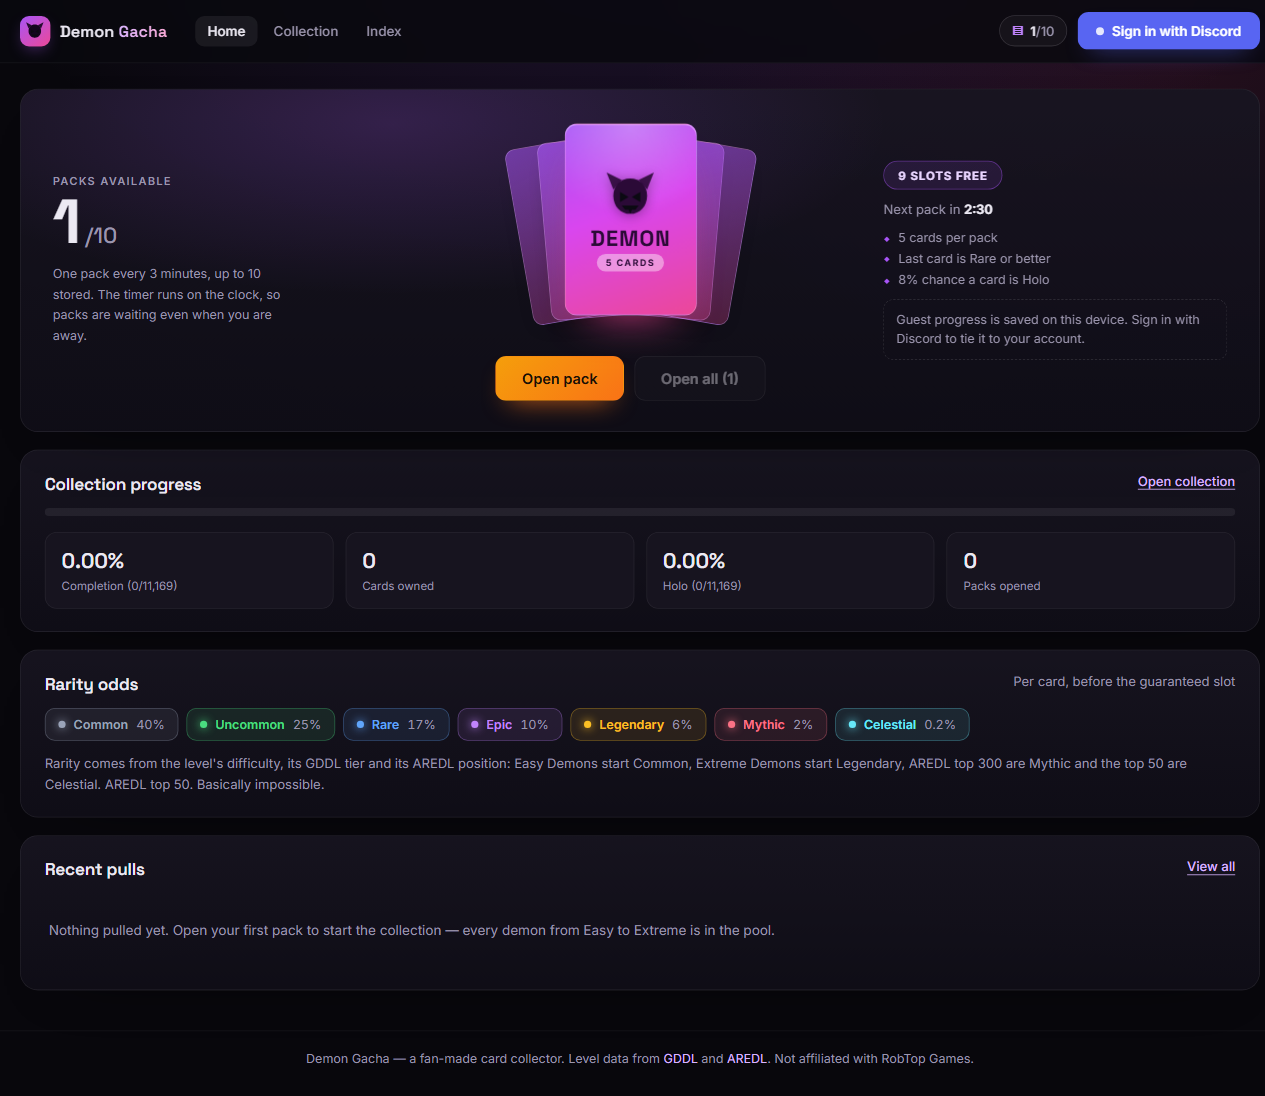 Demon Gacha
Home
Collection
Index
1/10
Sign in with Discord
PACKS AVAILABLE
1/10
One pack every 3 minutes, up to 10
stored. The timer runs on the clock, so
packs are waiting even when you are
away.
DEMON
5 CARDS
Open pack
Open all (1)
9 SLOTS FREE
Next pack in 2:30
5 cards per pack
Last card is Rare or better
8% chance a card is Holo
Guest progress is saved on this device. Sign in with
Discord to tie it to your account.
Collection progress
Open collection
0.00%
Completion (0/11,169)
0
Cards owned
0.00%
Holo (0/11,169)
0
Packs opened
Rarity odds
Per card, before the guaranteed slot
Common 40%
Uncommon 25%
Rare 17%
Epic 10%
Legendary 6%
Mythic 2%
Celestial 0.2%
Rarity comes from the level's difficulty, its GDDL tier and its AREDL position: Easy Demons start Common, Extreme Demons start Legendary, AREDL top 300 are Mythic and the top 50 are
Celestial. AREDL top 50. Basically impossible.
Recent pulls
View all
Nothing pulled yet. Open your first pack to start the collection — every demon from Easy to Extreme is in the pool.
Demon Gacha — a fan-made card collector. Level data from GDDL and AREDL. Not affiliated with RobTop Games.